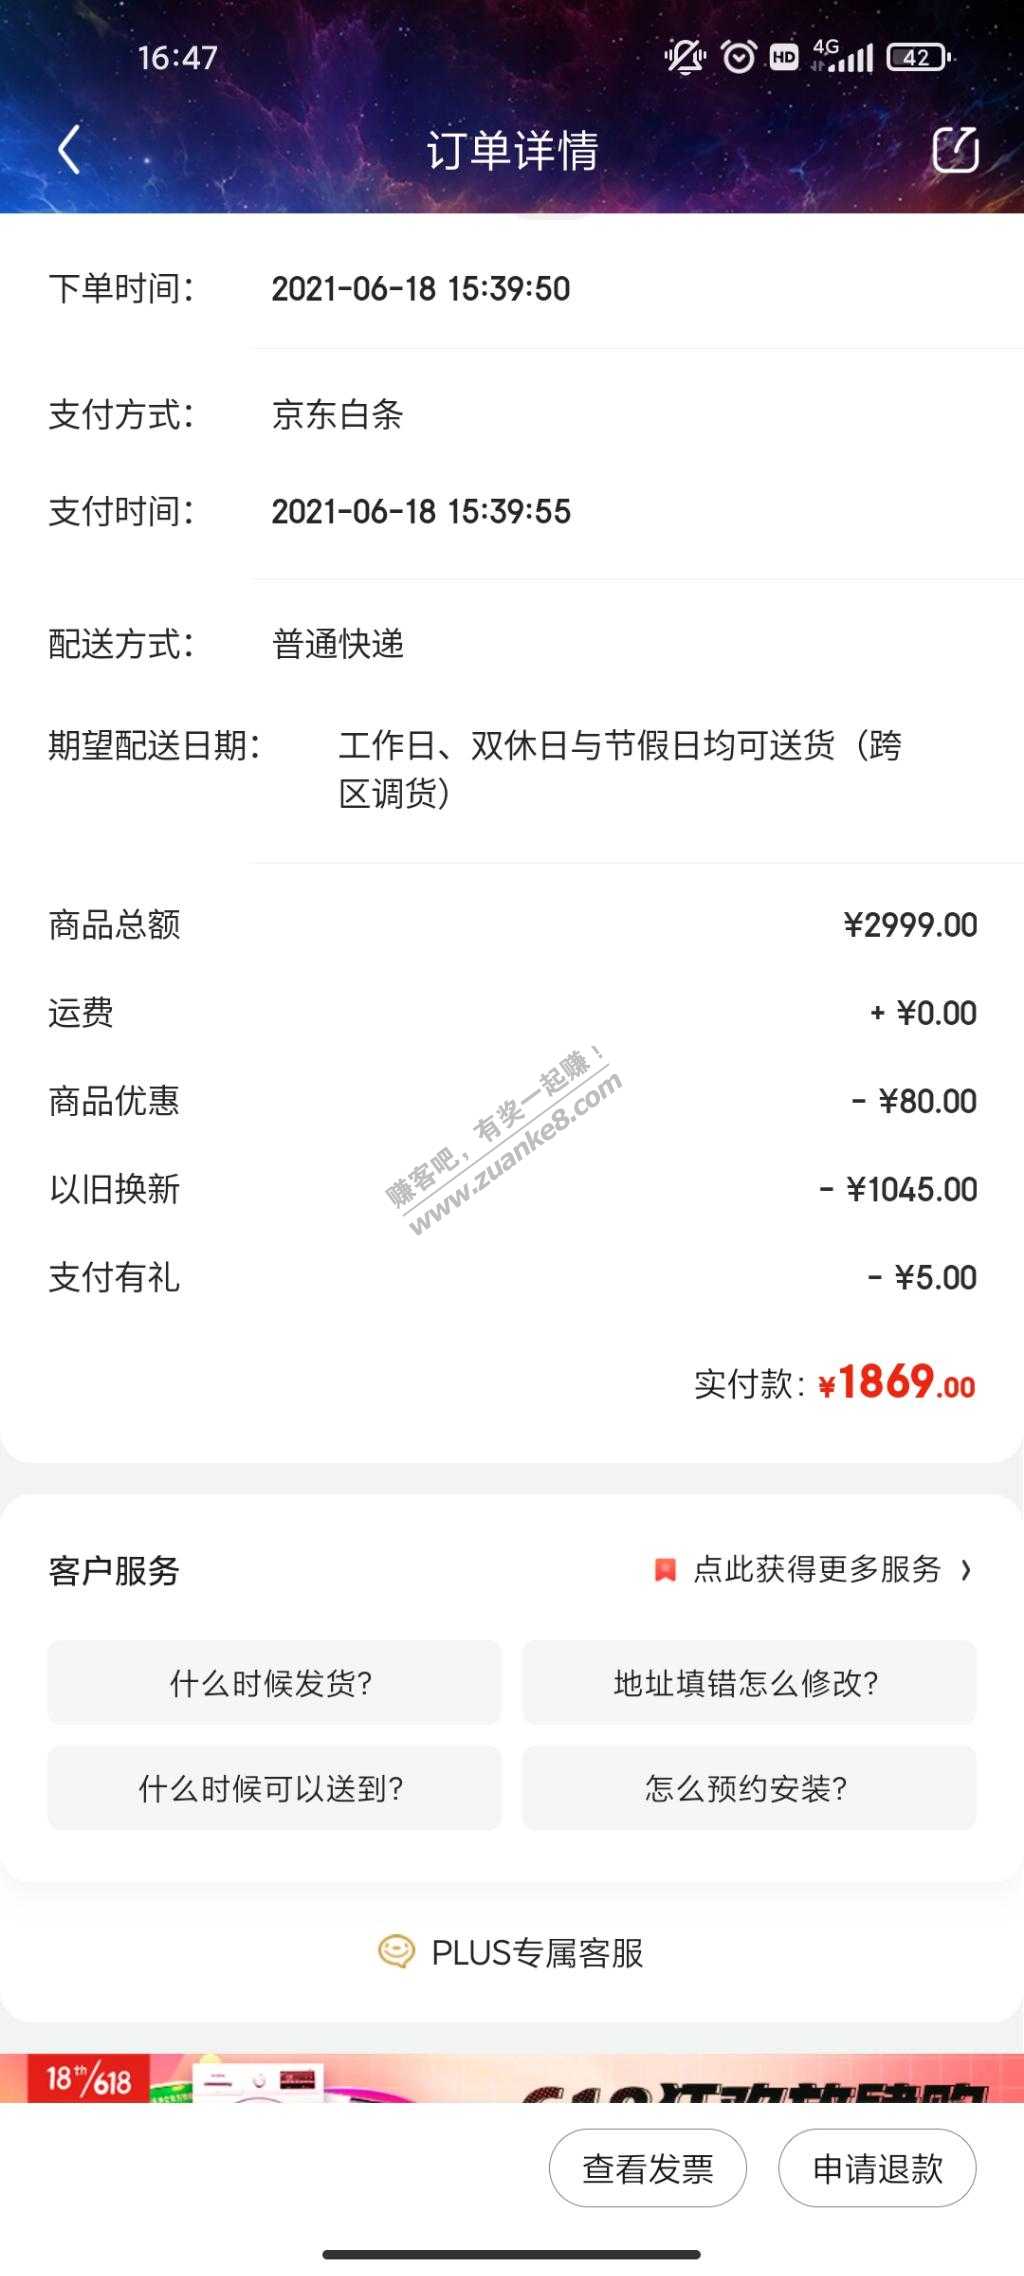 16:47
HD 4G 42
订单详情
下单时间： 2021-06-18 15:39:50
支付方式： 京东白条
支付时间： 2021-06-18 15:39:55
配送方式： 普通快递
期望配送日期： 工作日、双休日与节假日均可送货（跨
区调货）
商品总额 ¥2999.00
运费 + ¥0.00
商品优惠 - ¥80.00
以旧换新 - ¥1045.00
支付有礼 - ¥5.00
赚客吧，有奖一起赚！
www.zuanke8.com
实付款：¥1869.00
客户服务 点此获得更多服务
什么时候发货? 地址填错怎么修改?
什么时候可以送到? 怎么预约安装?
PLUS专属客服
18th/618
查看发票 申请退款